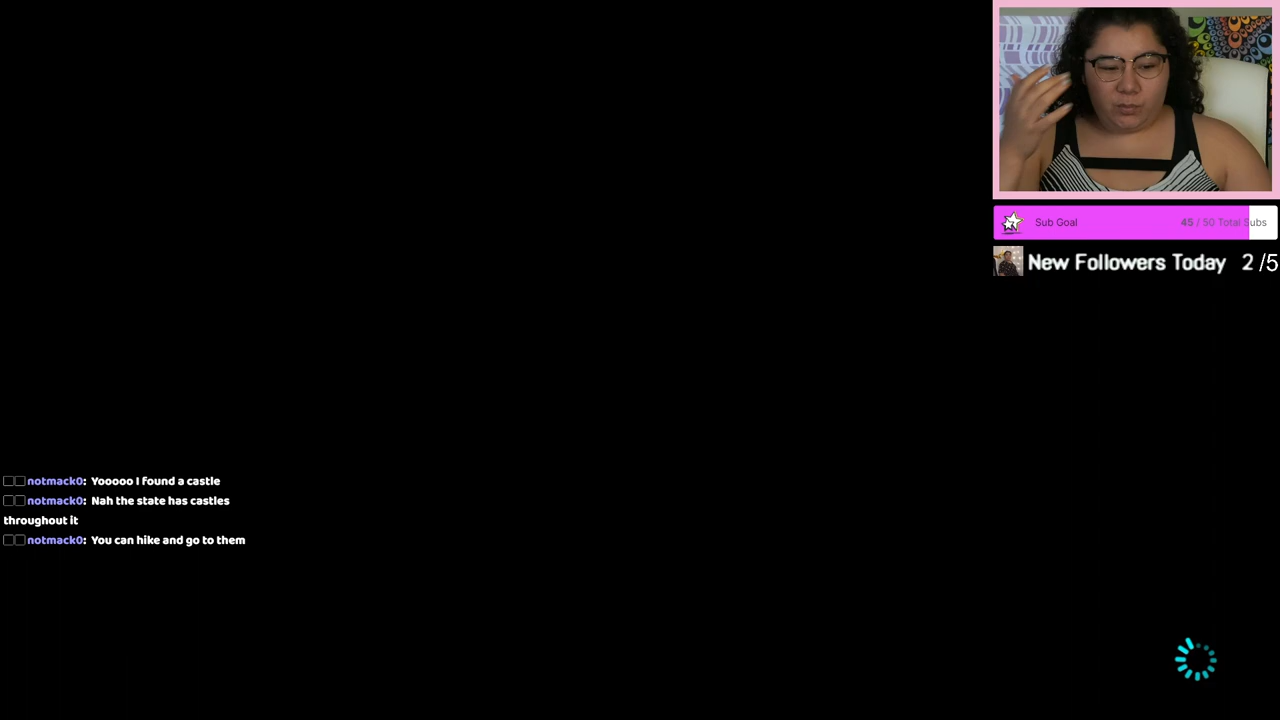 Sub Goal 45 / 50 Total Subs
New Followers Today 2 /5
notmack0: Yooooo I found a castle
notmack0: Nah the state has castles
throughout it
notmack0: You can hike and go to them